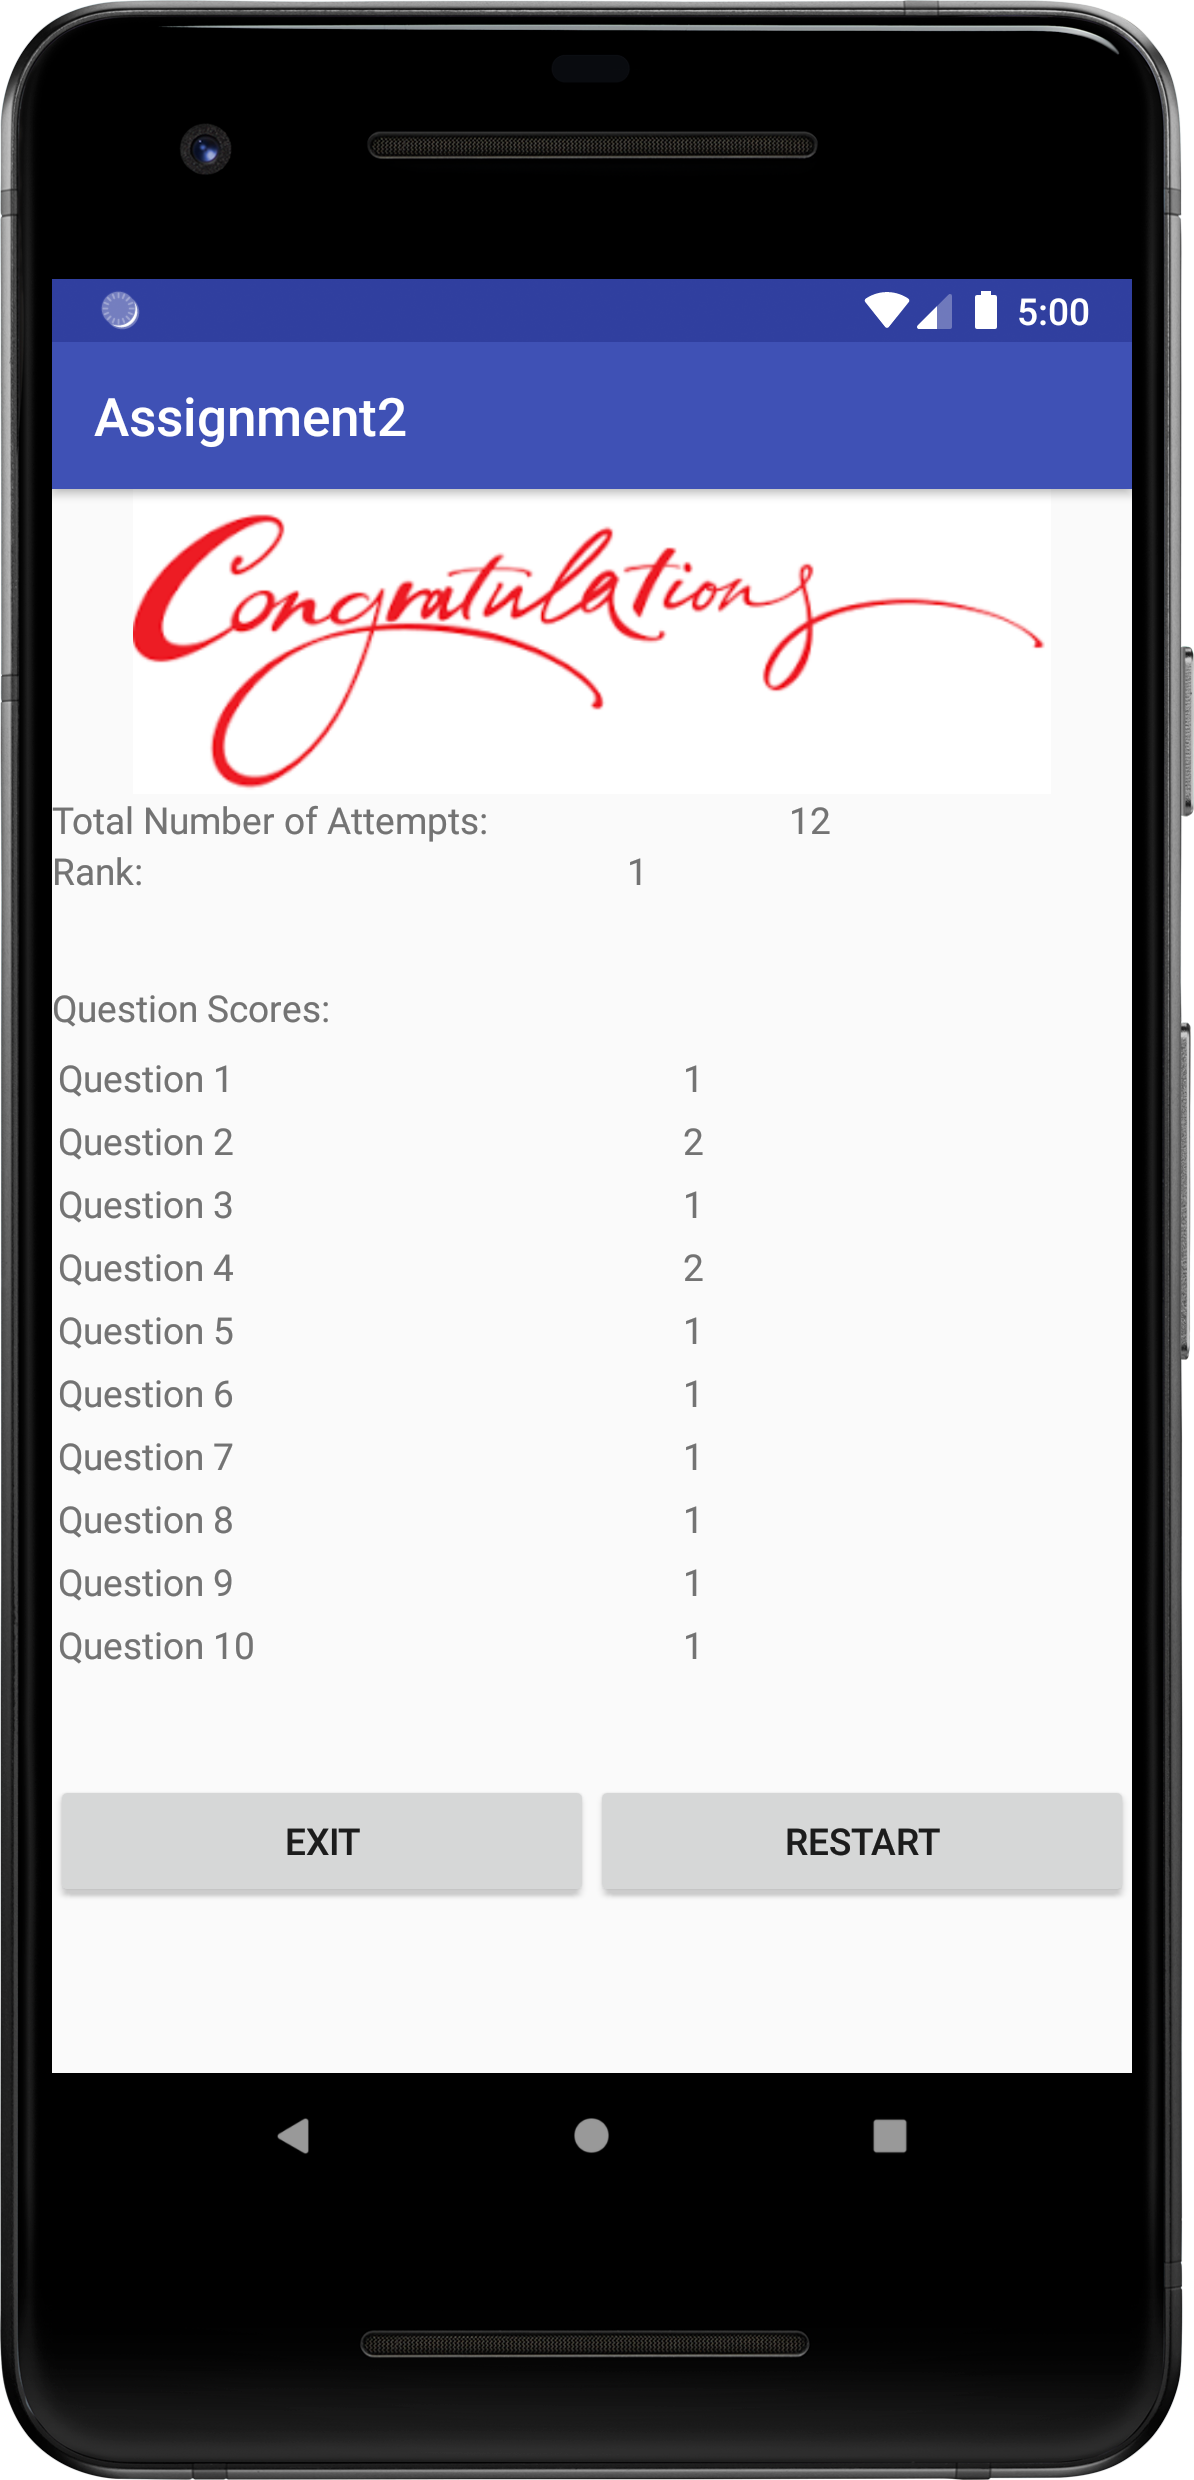 5:00
Assignment2
Congratulations
Total Number of Attempts: 12
Rank: 1
Question Scores:
Question 1 1
Question 2 2
Question 3 1
Question 4 2
Question 5 1
Question 6 1
Question 7 1
Question 8 1
Question 9 1
Question 10 1
EXIT RESTART